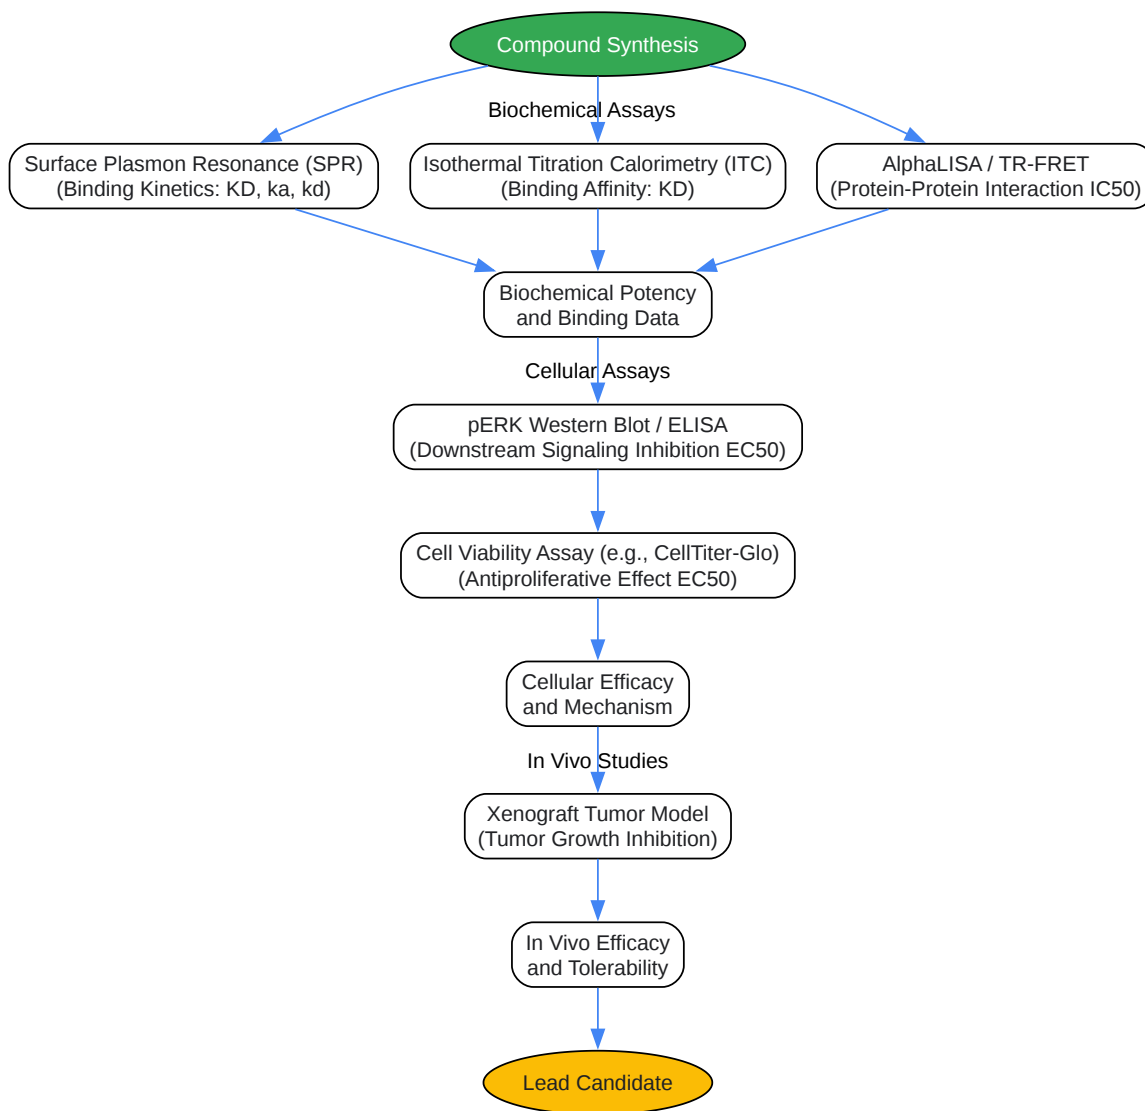 Compound Synthesis
Biochemical Assays
Surface Plasmon Resonance (SPR)
(Binding Kinetics: KD, ka, kd)
Isothermal Titration Calorimetry (ITC)
(Binding Affinity: KD)
AlphaLISA / TR-FRET
(Protein-Protein Interaction IC50)
Biochemical Potency
and Binding Data
Cellular Assays
pERK Western Blot / ELISA
(Downstream Signaling Inhibition EC50)
Cell Viability Assay (e.g., CellTiter-Glo)
(Antiproliferative Effect EC50)
Cellular Efficacy
and Mechanism
In Vivo Studies
Xenograft Tumor Model
(Tumor Growth Inhibition)
In Vivo Efficacy
and Tolerability
Lead Candidate